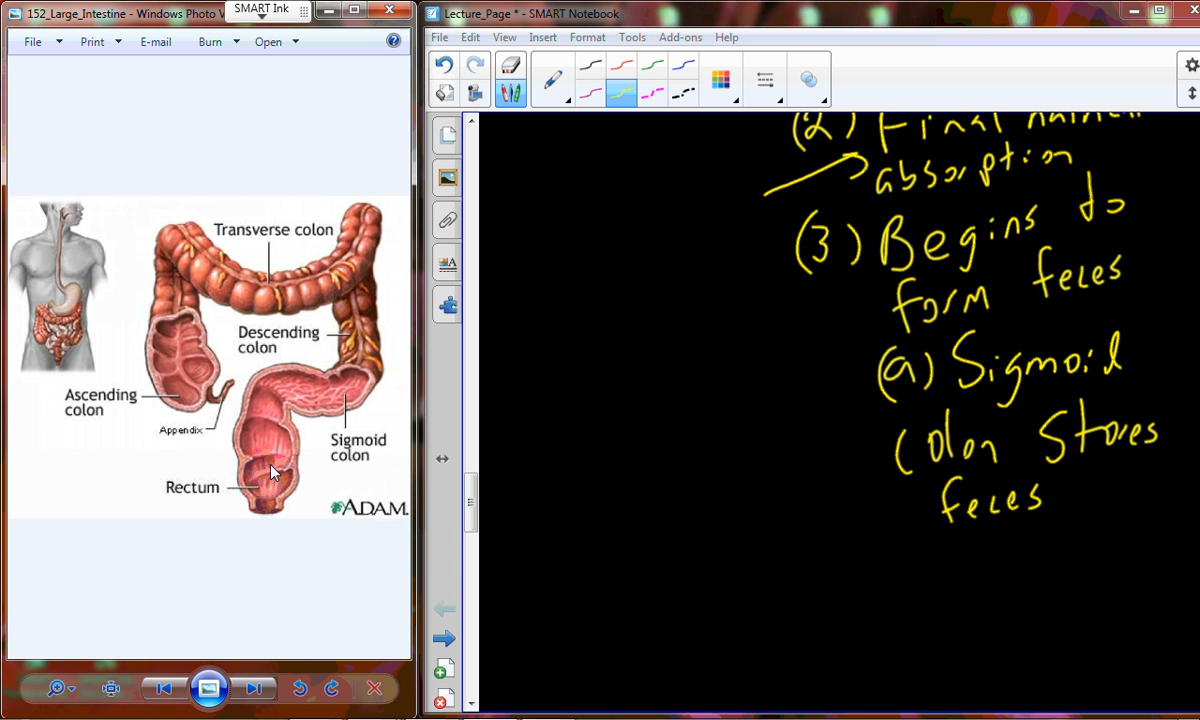 152_Large_Intestine - Windows Photo V
SMART Ink
File Print E-mail Burn Open
Transverse colon
Descending
colon
Ascending
colon
Appendix
Sigmoid
colon
Rectum
ADAM.
Lecture_Page * - SMART Notebook
File Edit View Insert Format Tools Add-ons Help
(2) Final
absorption
(3) Begins to
form feces
(a) Sigmoid
Colon Stores
feces